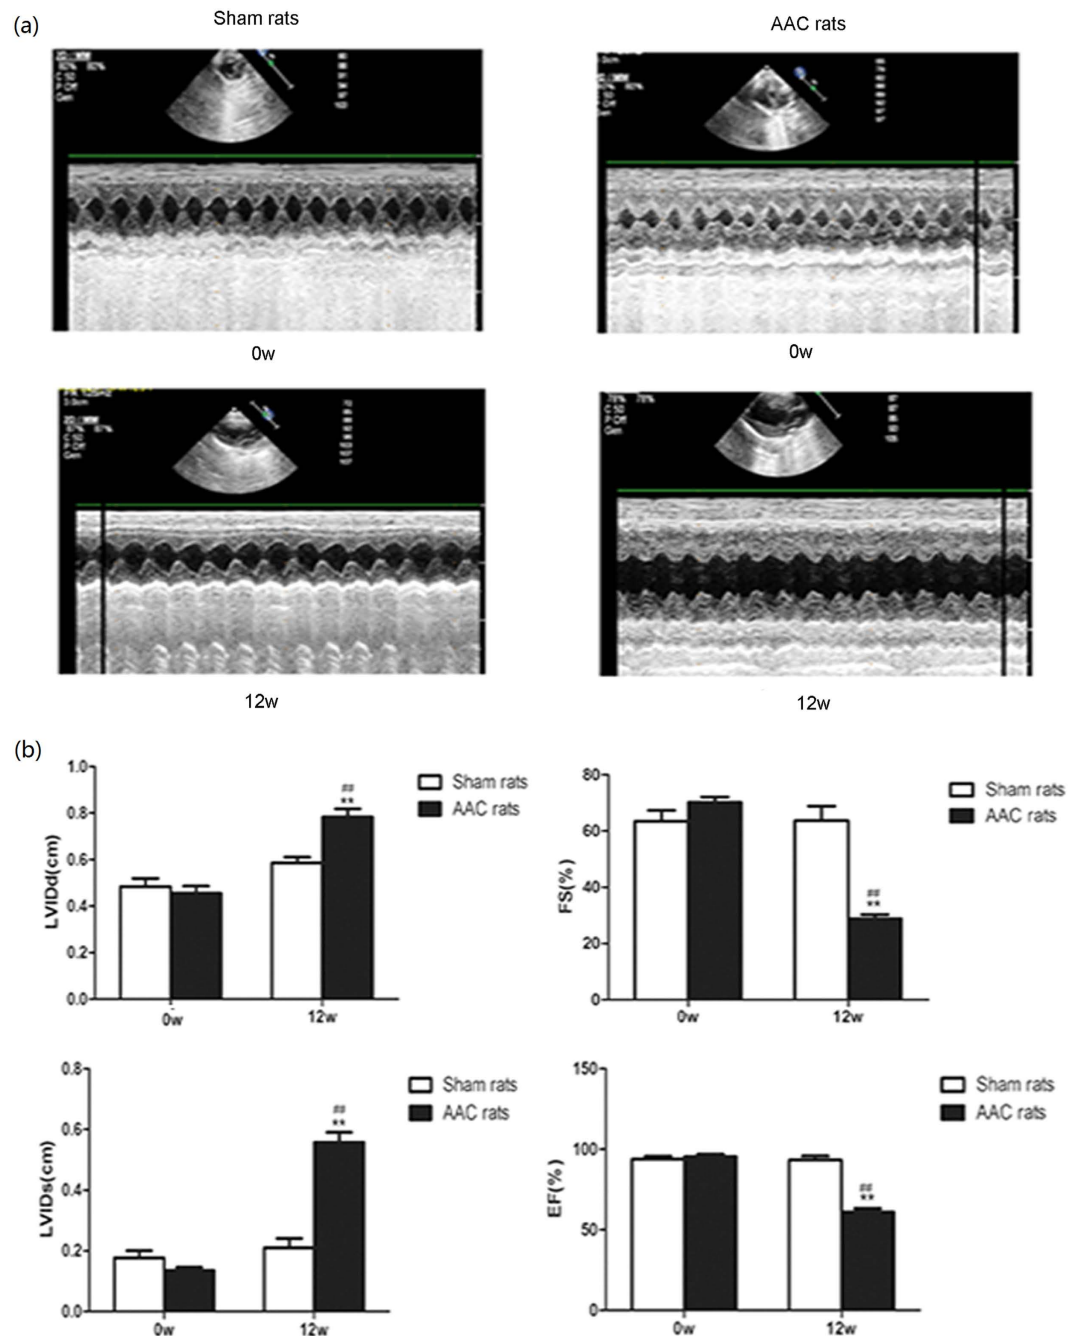 (a)
Sham rats
AAC rats
0w
0w
12w
12w
(b)
1.0
0.8
0.6
0.4
0.2
0.0
LVIDd(cm)
##
**
0w
12w
Sham rats
AAC rats
80
60
40
20
0
FS(%)
##
**
0w
12w
Sham rats
AAC rats
0.8
0.6
0.4
0.2
0.0
LVIDs(cm)
##
**
0w
12w
Sham rats
AAC rats
150
100
50
0
EF(%)
##
**
0w
12w
Sham rats
AAC rats